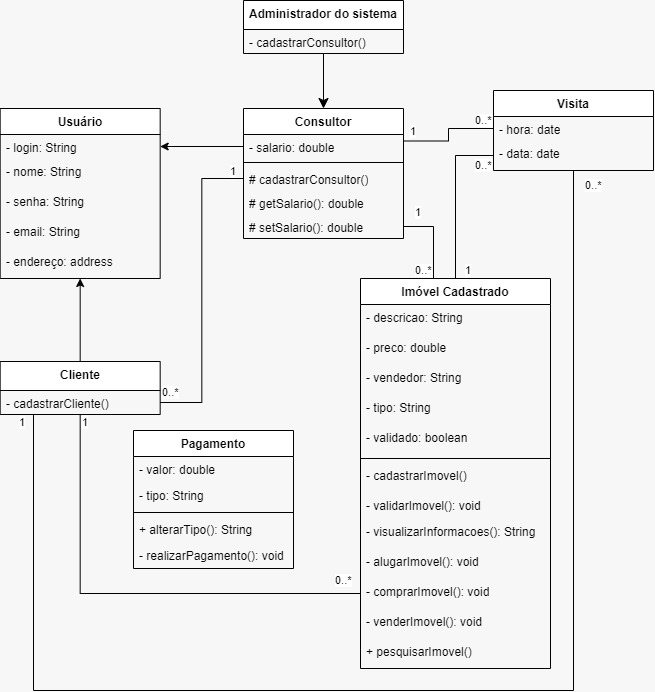 Administrador do sistema
- cadastrarConsultor()
Usuário
- login: String
- nome: String
- senha: String
- email: String
- endereço: address
Consultor
- salario: double
# cadastrarConsultor()
# getSalario(): double
# setSalario(): double
Visita
- hora: date
- data: date
1
0..*
0..*
0..*
1
1
0..*
1
Cliente
- cadastrarCliente()
0..*
1
1
Imóvel Cadastrado
- descricao: String
- preco: double
- vendedor: String
- tipo: String
- validado: boolean
- cadastrarImovel()
- validarImovel(): void
- visualizarInformacoes(): String
- alugarImovel(): void
- comprarImovel(): void
- venderImovel(): void
+ pesquisarImovel()
Pagamento
- valor: double
- tipo: String
+ alterarTipo(): String
- realizarPagamento(): void
0..*